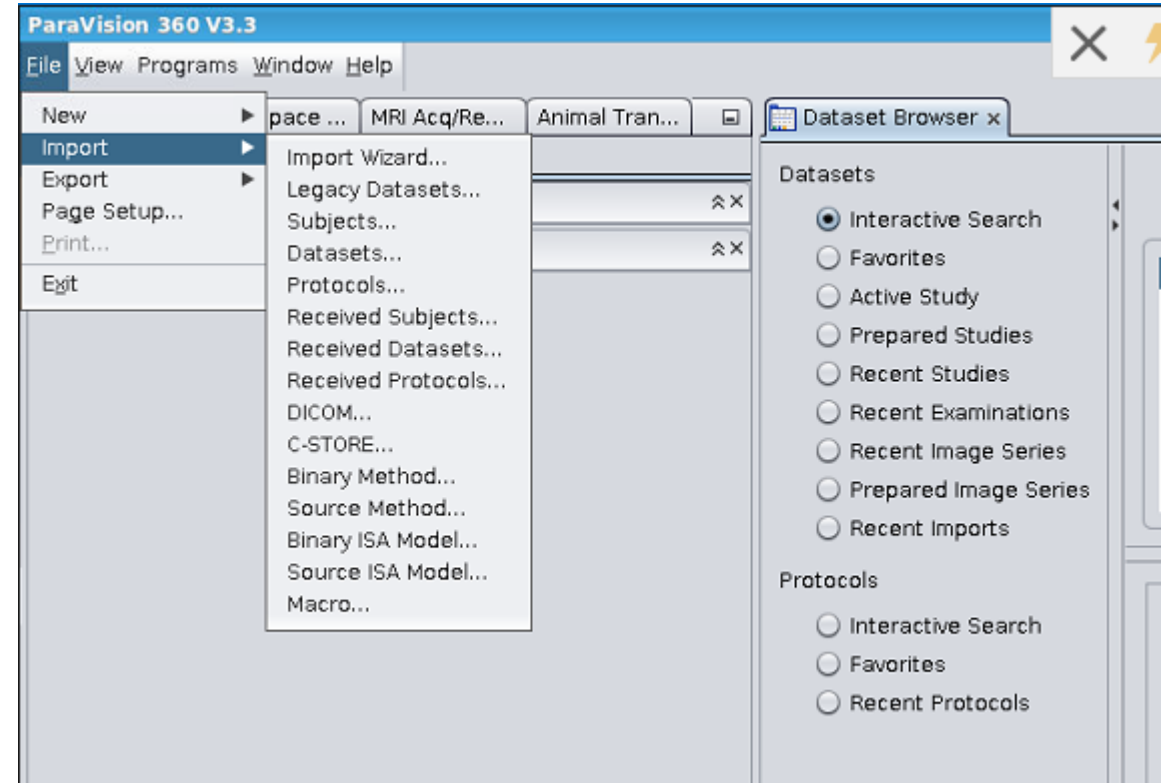 ParaVision 360 V3.3
File View Programs Window Help
pace ... MRI Acq/Re... Animal Tran... Dataset Browser
New
Import
Export
Page Setup...
Print...
Exit
Import Wizard...
Legacy Datasets...
Subjects...
Datasets...
Protocols...
Received Subjects...
Received Datasets...
Received Protocols...
DICOM...
C-STORE...
Binary Method...
Source Method...
Binary ISA Model...
Source ISA Model...
Macro...
Datasets
Interactive Search
Favorites
Active Study
Prepared Studies
Recent Studies
Recent Examinations
Recent Image Series
Prepared Image Series
Recent Imports
Protocols
Interactive Search
Favorites
Recent Protocols